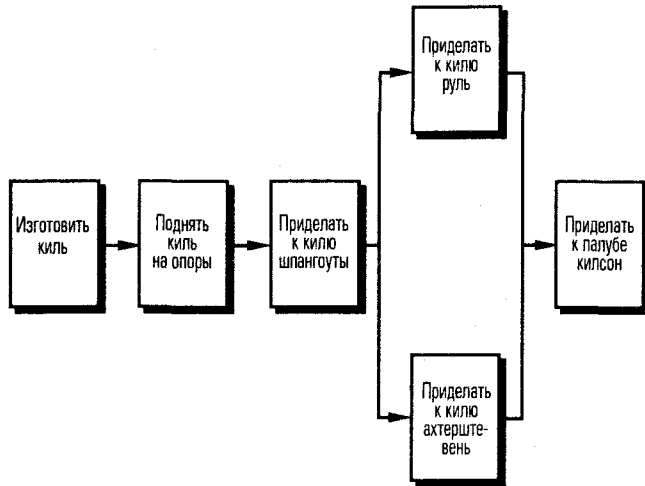 Приделать
к килю
руль
Изготовить
киль
Поднять
киль
на опоры
Приделать
к килю
шпангоуты
Приделать
к палубе
килсон
Приделать
к килю
ахтерште-
вень